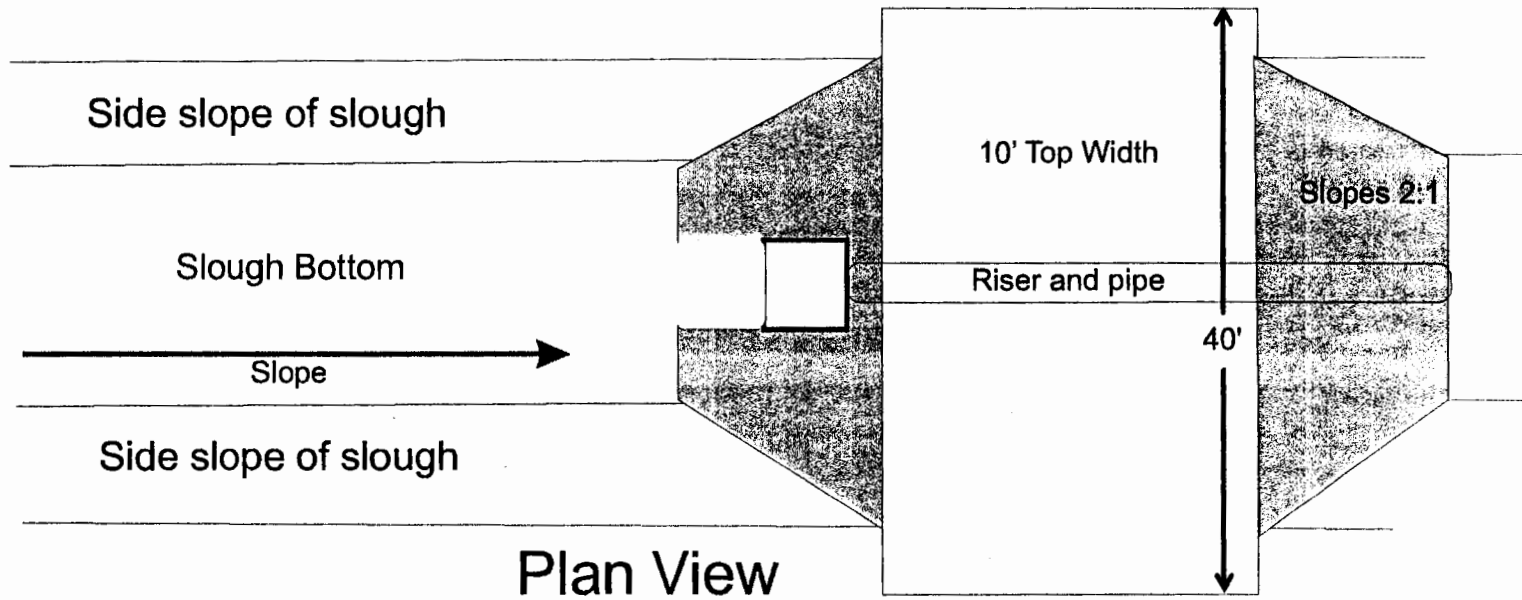 Side slope of slough
10' Top Width
Slopes 2:1
Slough Bottom
Riser and pipe
40'
Slope
Side slope of slough
Plan View